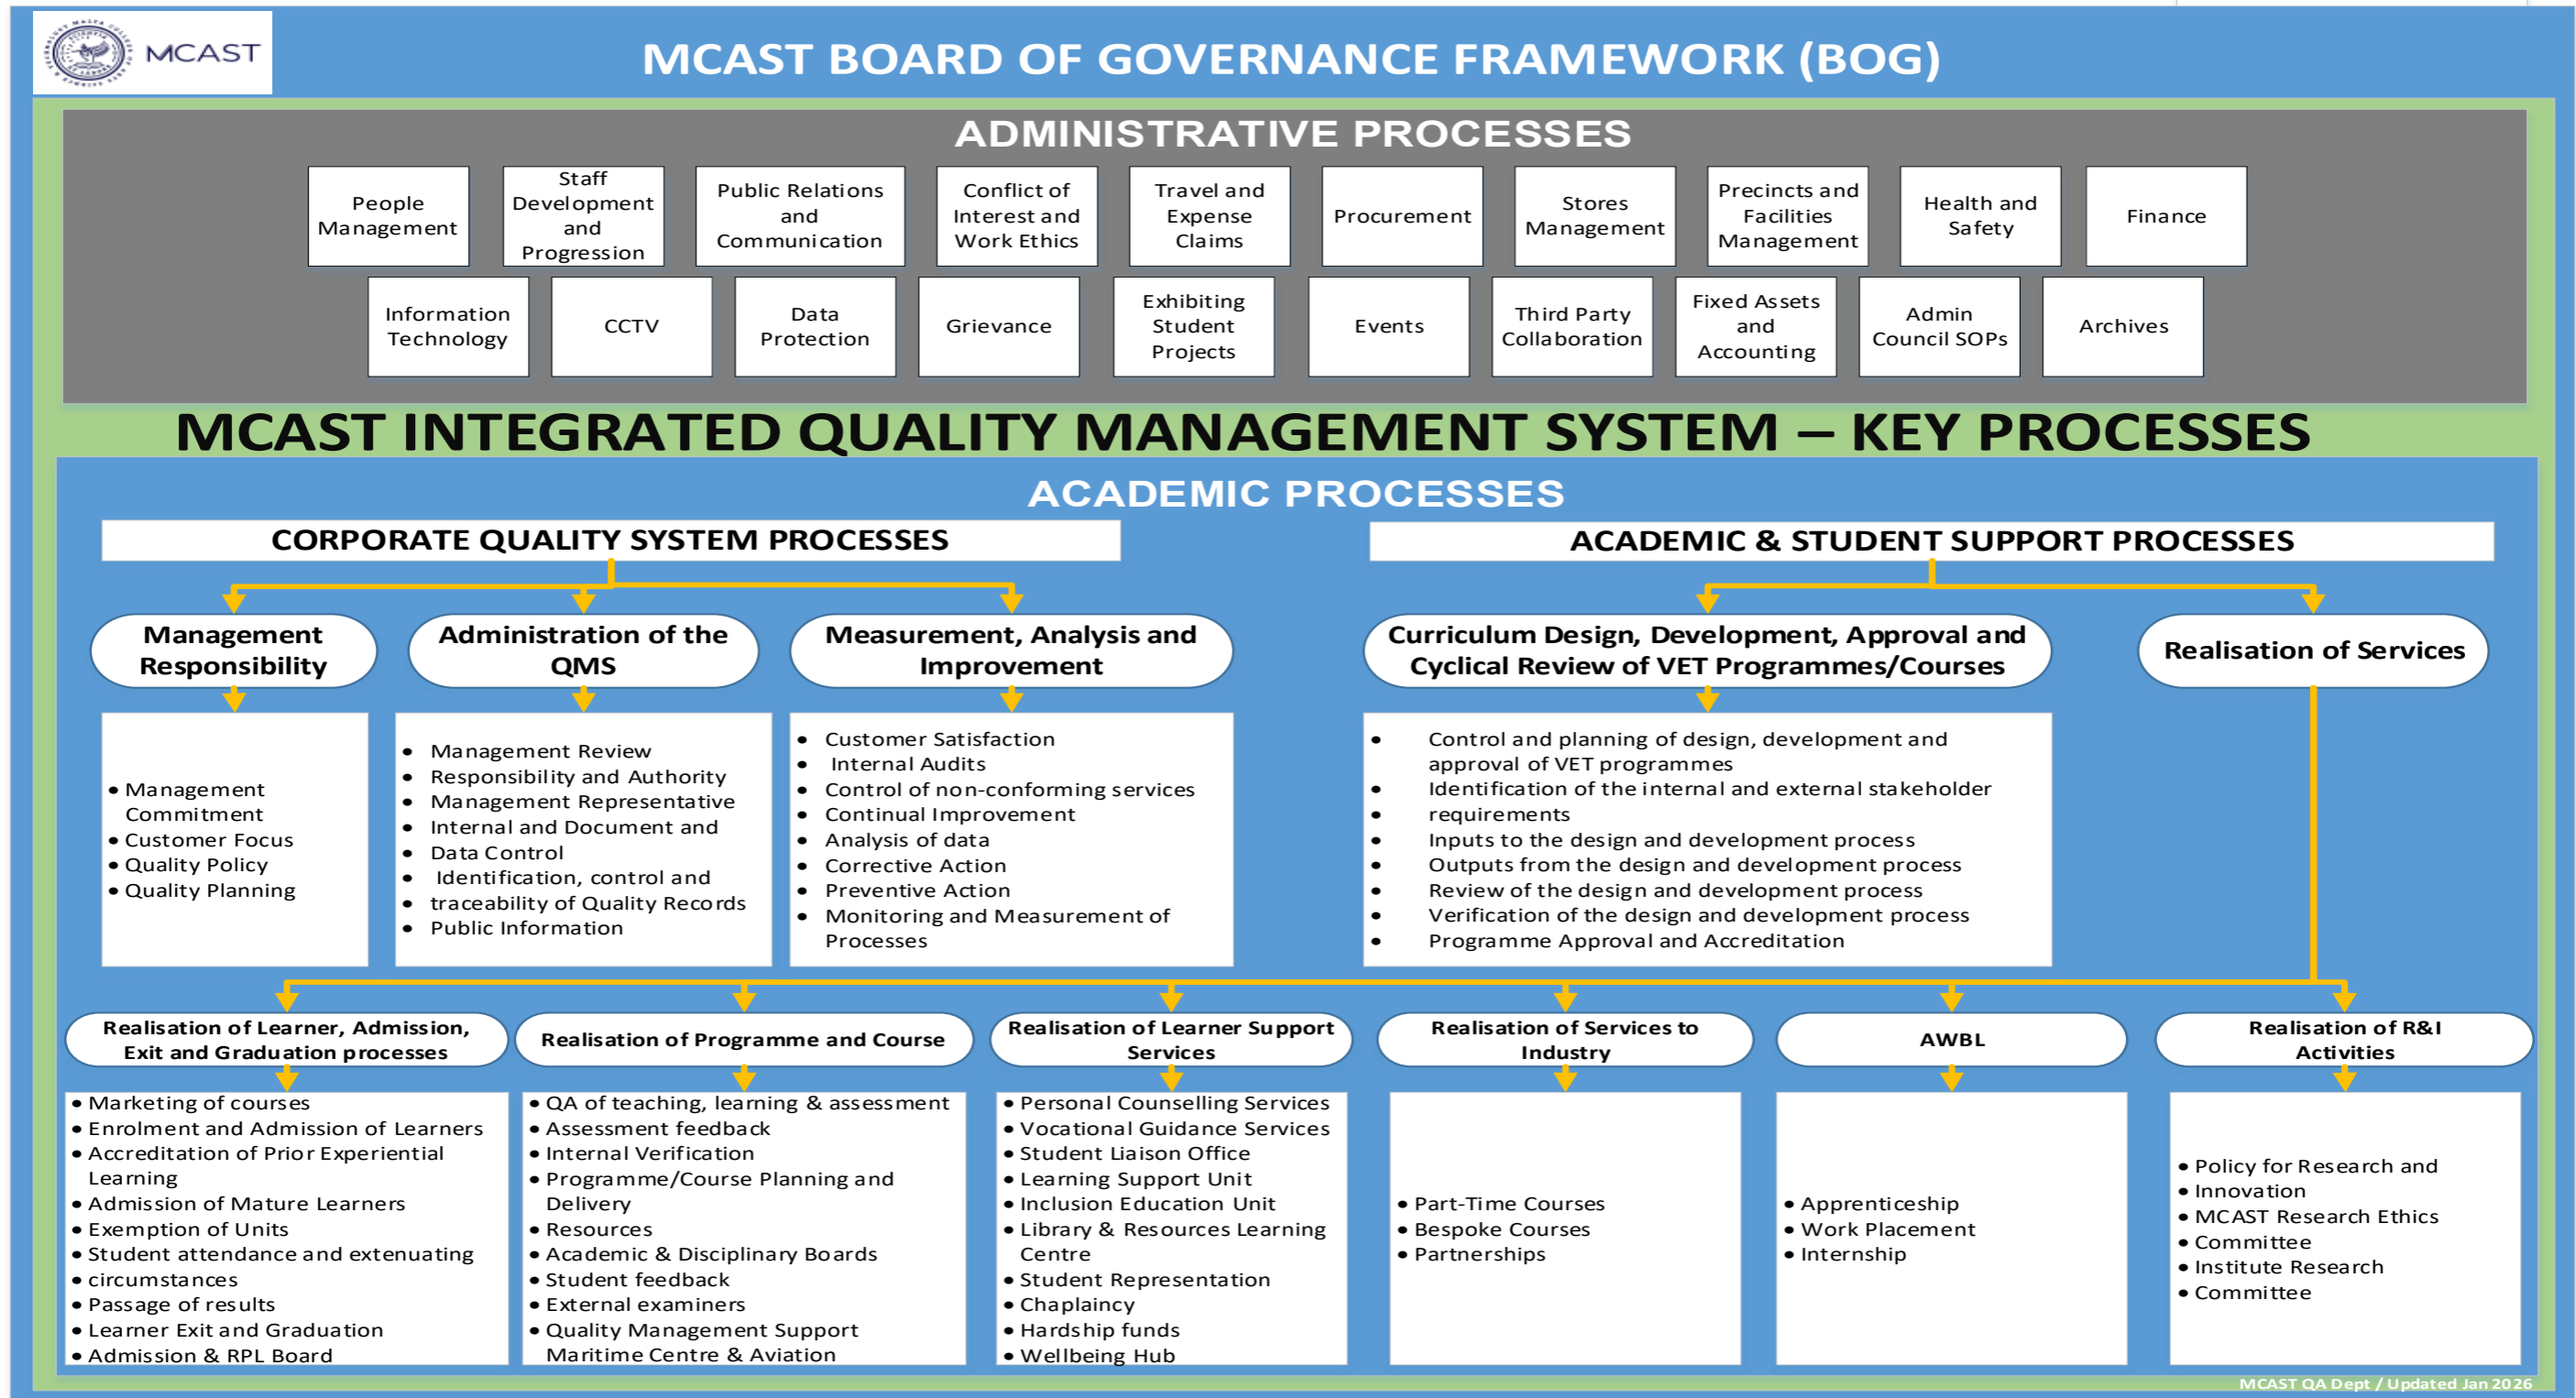 MCAST
MCAST BOARD OF GOVERNANCE FRAMEWORK (BOG)
ADMINISTRATIVE PROCESSES
People
Management
Staff
Development
and
Progression
Public Relations
and
Communication
Conflict of
Interest and
Work Ethics
Travel and
Expense
Claims
Procurement
Stores
Management
Precincts and
Facilities
Management
Health and
Safety
Finance
Information
Technology
CCTV
Data
Protection
Grievance
Exhibiting
Student
Projects
Events
Third Party
Collaboration
Fixed Assets
and
Accounting
Admin
Council SOPs
Archives
MCAST INTEGRATED QUALITY MANAGEMENT SYSTEM – KEY PROCESSES
ACADEMIC PROCESSES
CORPORATE QUALITY SYSTEM PROCESSES
ACADEMIC & STUDENT SUPPORT PROCESSES
Management
Responsibility
Administration of the
QMS
Measurement, Analysis and
Improvement
Curriculum Design, Development, Approval and
Cyclical Review of VET Programmes/Courses
Realisation of Services
• Management
Commitment
• Customer Focus
• Quality Policy
• Quality Planning
• Management Review
• Responsibility and Authority
• Management Representative
• Internal and Document and
• Data Control
• Identification, control and
• traceability of Quality Records
• Public Information
• Customer Satisfaction
• Internal Audits
• Control of non-conforming services
• Continual Improvement
• Analysis of data
• Corrective Action
• Preventive Action
• Monitoring and Measurement of
Processes
• Control and planning of design, development and
approval of VET programmes
• Identification of the internal and external stakeholder
• requirements
• Inputs to the design and development process
• Outputs from the design and development process
• Review of the design and development process
• Verification of the design and development process
• Programme Approval and Accreditation
Realisation of Learner, Admission,
Exit and Graduation processes
Realisation of Programme and Course
Realisation of Learner Support
Services
Realisation of Services to
Industry
AWBL
Realisation of R&I
Activities
• Marketing of courses
• Enrolment and Admission of Learners
• Accreditation of Prior Experiential
Learning
• Admission of Mature Learners
• Exemption of Units
• Student attendance and extenuating
• circumstances
• Passage of results
• Learner Exit and Graduation
• Admission & RPL Board
• QA of teaching, learning & assessment
• Assessment feedback
• Internal Verification
• Programme/Course Planning and
Delivery
• Resources
• Academic & Disciplinary Boards
• Student feedback
• External examiners
• Quality Management Support
Maritime Centre & Aviation
• Personal Counselling Services
• Vocational Guidance Services
• Student Liaison Office
• Learning Support Unit
• Inclusion Education Unit
• Library & Resources Learning
Centre
• Student Representation
• Chaplaincy
• Hardship funds
• Wellbeing Hub
• Part-Time Courses
• Bespoke Courses
• Partnerships
• Apprenticeship
• Work Placement
• Internship
• Policy for Research and
• Innovation
• MCAST Research Ethics
• Committee
• Institute Research
• Committee
MCAST QA Dept / Updated Jan 2026